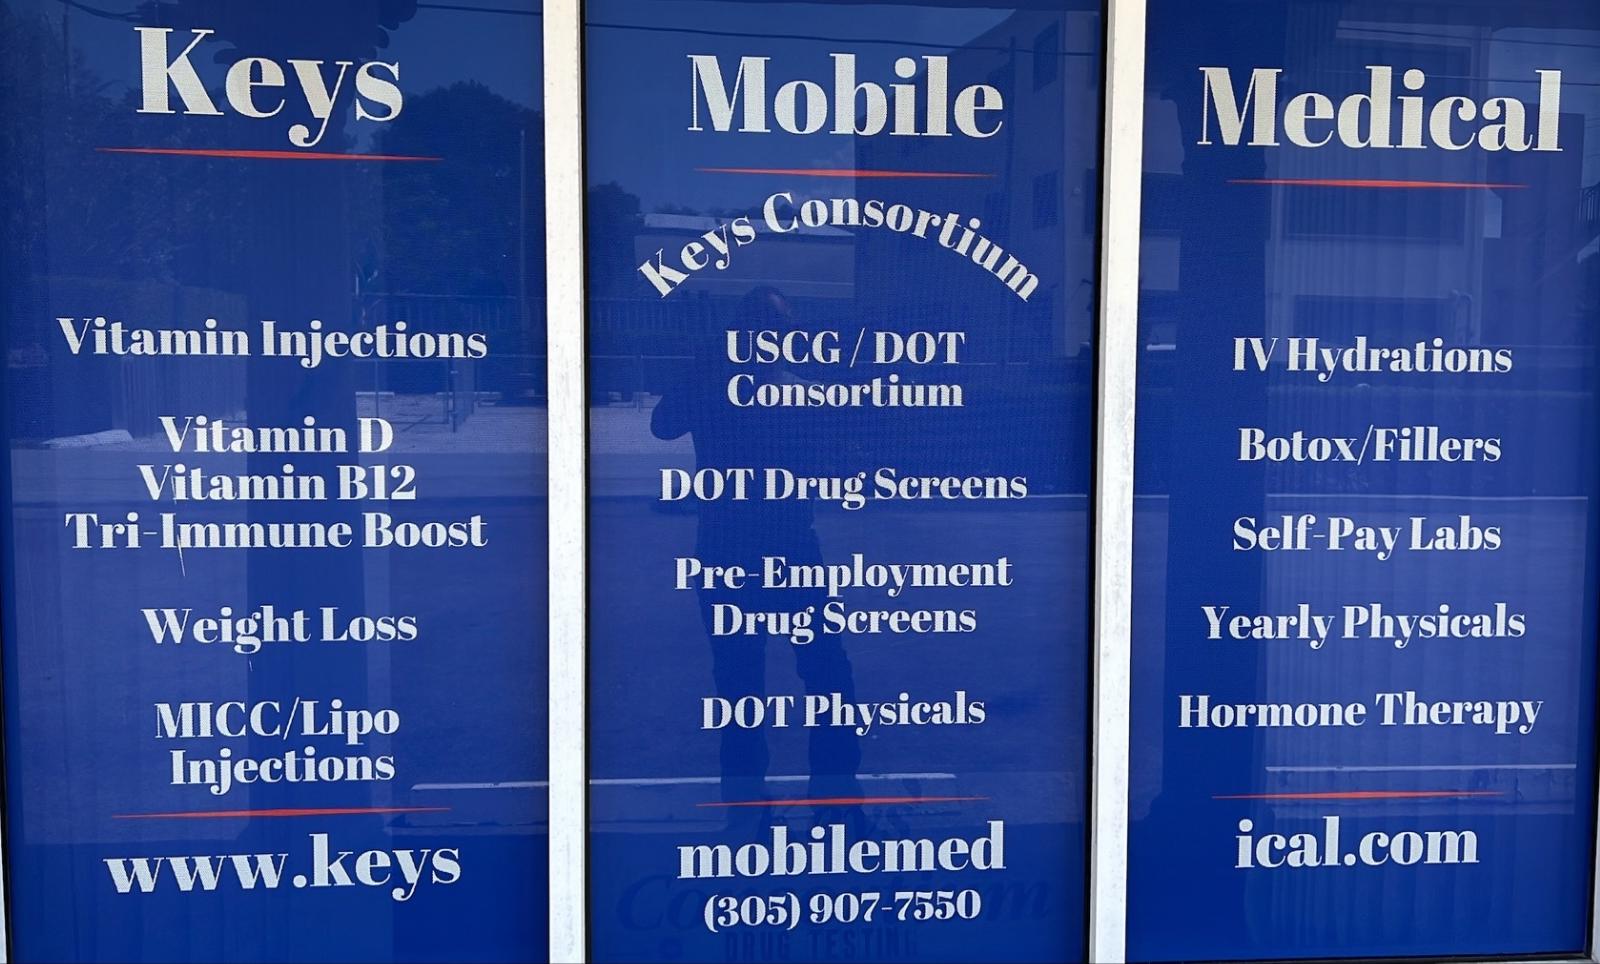 Keys
Vitamin Injections
Vitamin D
Vitamin B12
Tri-Immune Boost
Weight Loss
MICC/Lipo
Injections
www.keys
Mobile
Keys Consortium
USCG / DOT
Consortium
DOT Drug Screens
Pre-Employment
Drug Screens
DOT Physicals
mobilemed
(305) 907-7550
DRUG TESTING
Medical
IV Hydrations
Botox/Fillers
Self-Pay Labs
Yearly Physicals
Hormone Therapy
ical.com